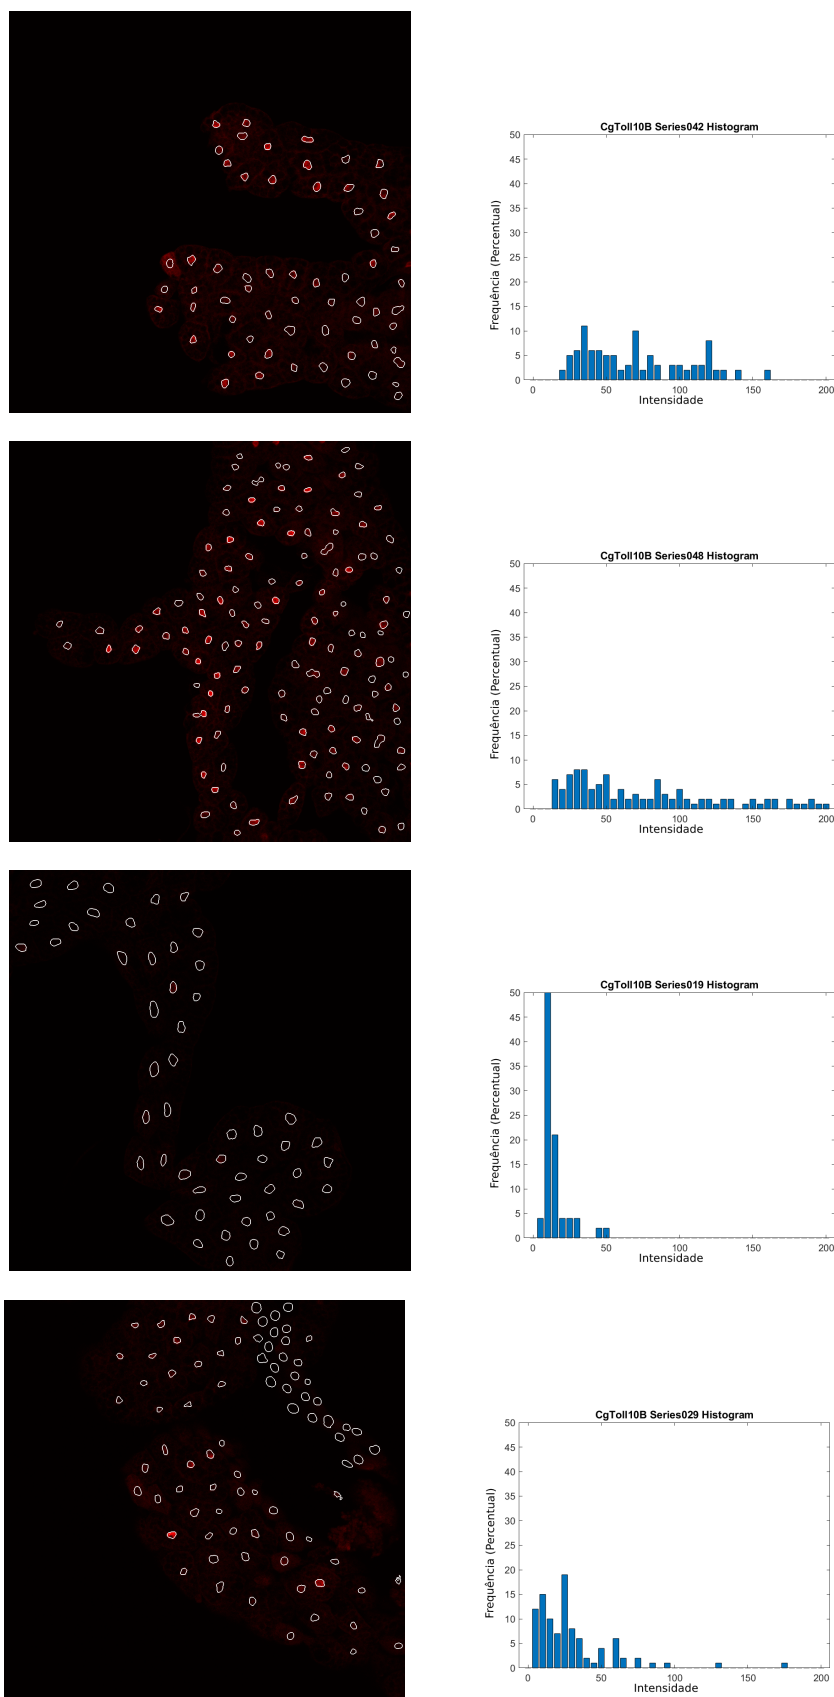 CgToll10B Series042 Histogram
50
45
40
35
30
25
20
15
10
5
0
Frequência (Percentual)
0 50 100 150 200
Intensidade
CgToll10B Series048 Histogram
50
45
40
35
30
25
20
15
10
5
0
Frequência (Percentual)
0 50 100 150 200
Intensidade
CgToll10B Series019 Histogram
50
45
40
35
30
25
20
15
10
5
0
Frequência (Percentual)
0 50 100 150 200
Intensidade
CgToll10B Series029 Histogram
50
45
40
35
30
25
20
15
10
5
0
Frequência (Percentual)
0 50 100 150 200
Intensidade